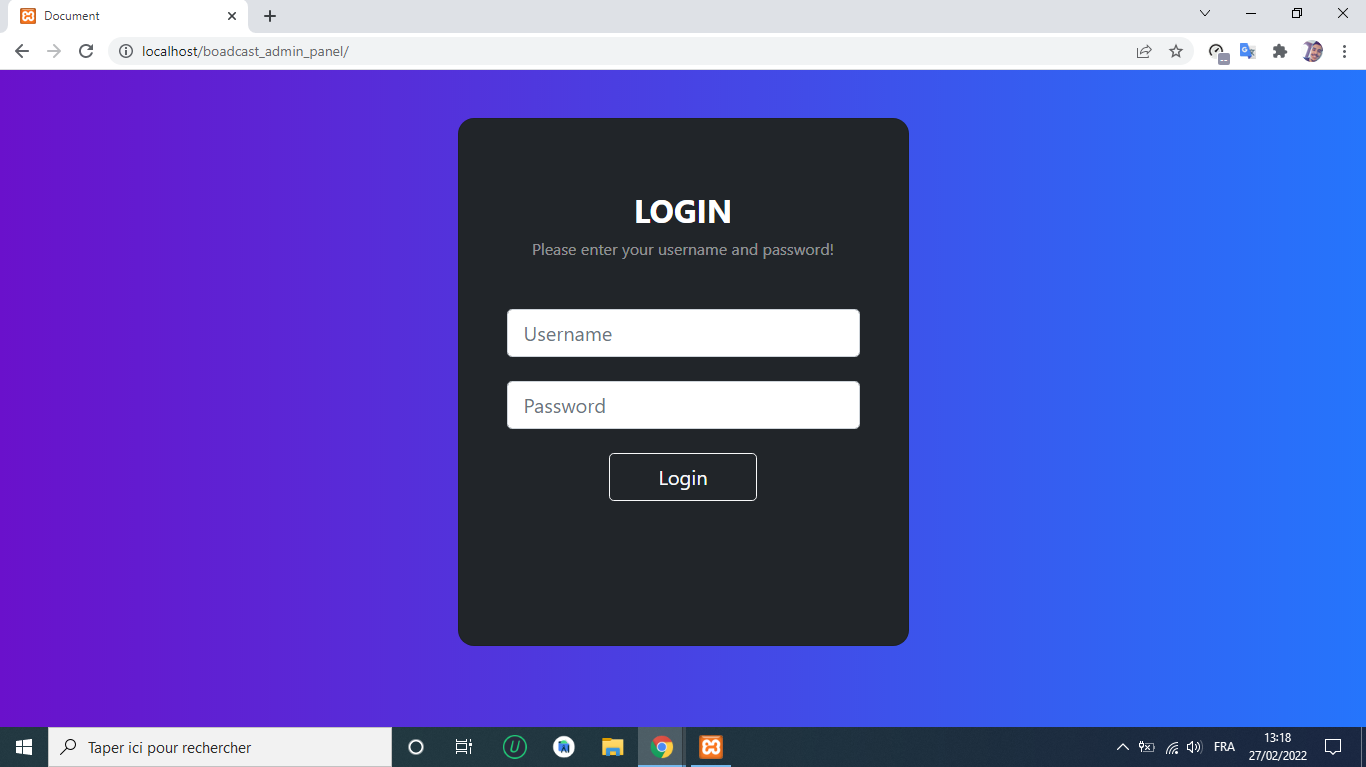 Document
localhost/boadcast_admin_panel/
LOGIN
Please enter your username and password!
Username
Password
Login
Taper ici pour rechercher
FRA
13:18
27/02/2022